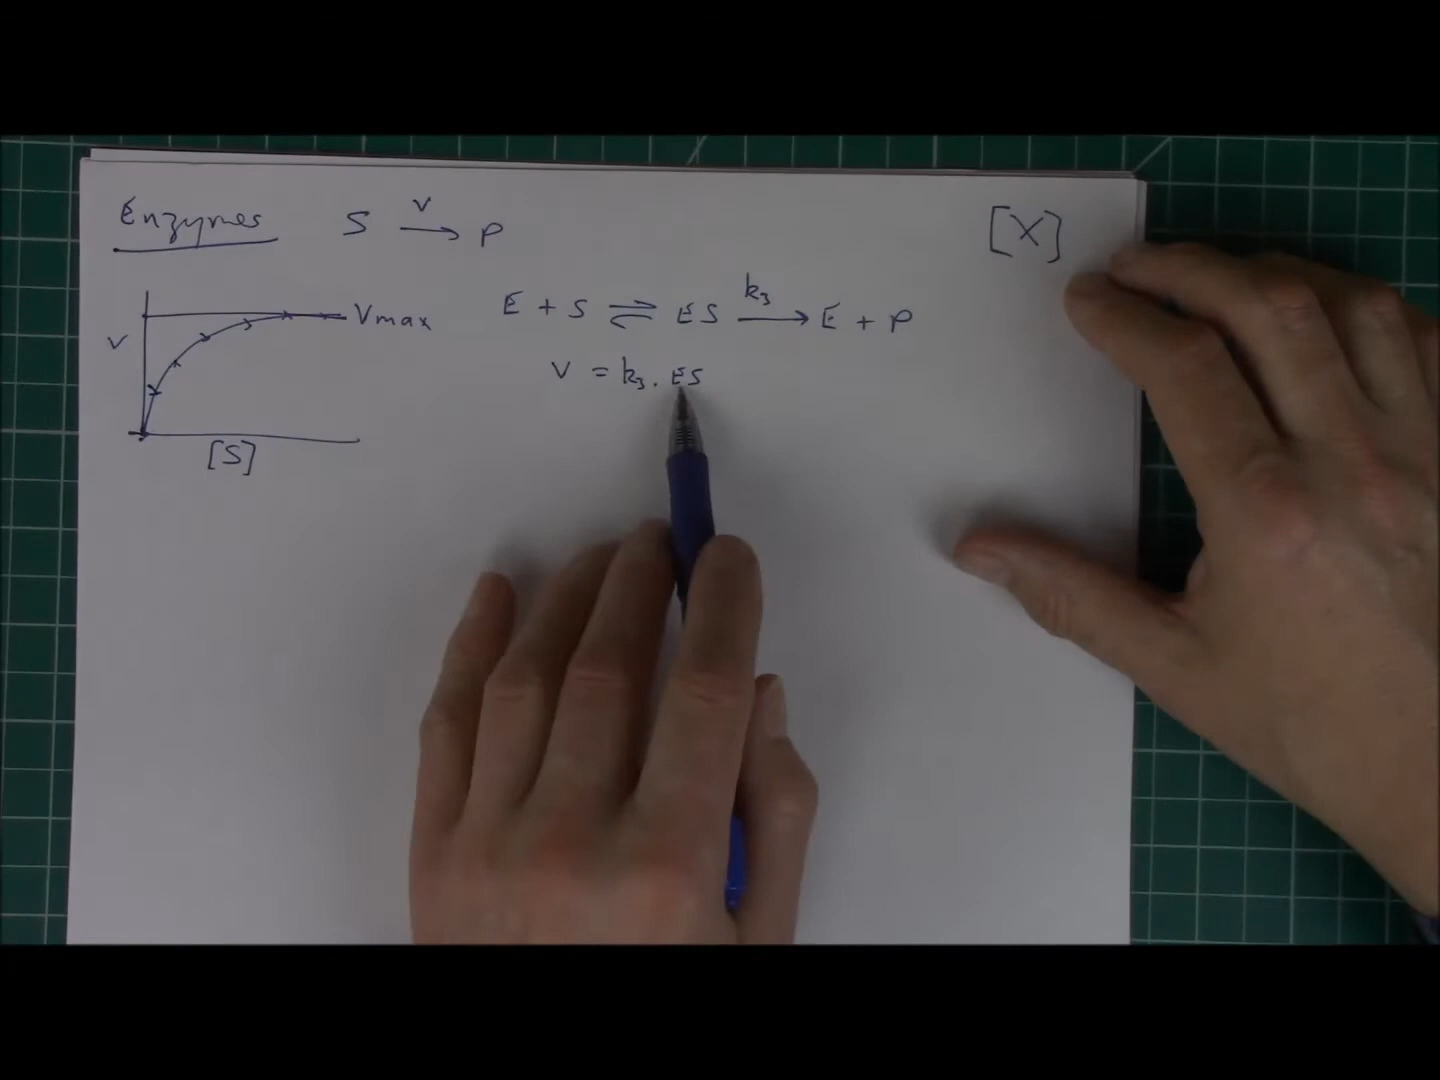 Enzymes S v → P [X]
E + S ⇌ ES k₃ → E + P
Vmax
v
v = k₃ . ES
[S]